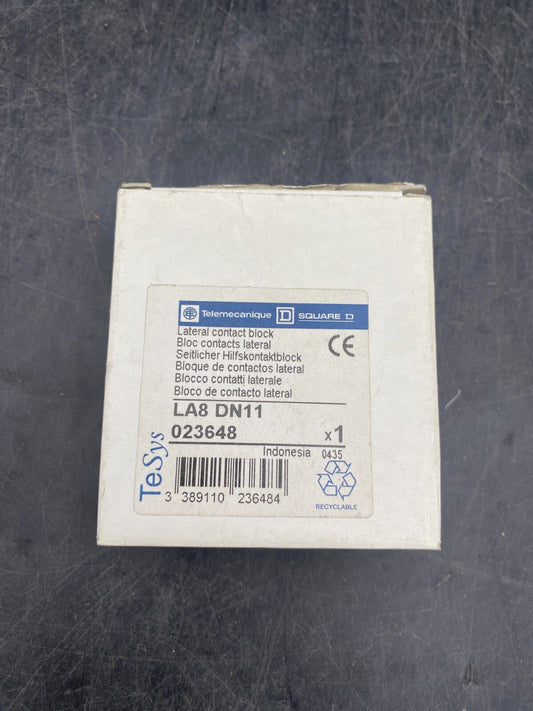 Telemecanique SQUARE D
Lateral contact block
Bloc contacts lateral
Seitlicher Hilfskontaktblock
Bloque de contactos lateral
Blocco contatti laterale
Bloco de contacto lateral
CE
LA8 DN11
023648
x1
Indonesia 0435
TeSys
3 389110 236484
RECYCLABLE